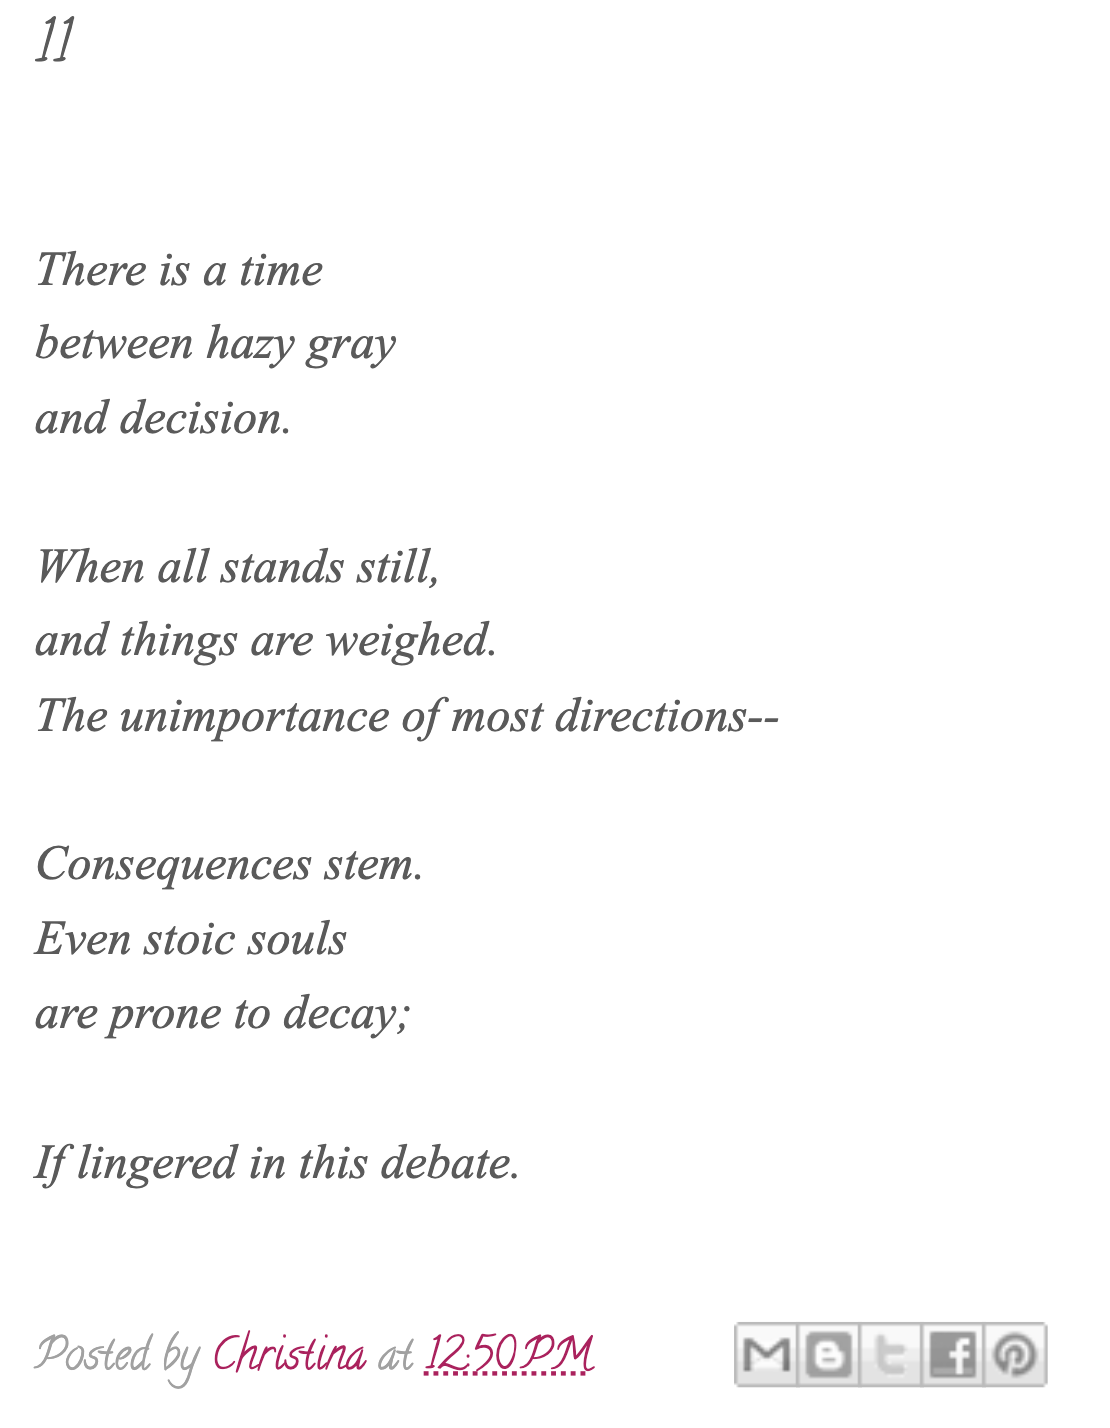 11
There is a time
between hazy gray
and decision.
When all stands still,
and things are weighed.
The unimportance of most directions--
Consequences stem.
Even stoic souls
are prone to decay;
If lingered in this debate.
Posted by Christina at 12:50 PM